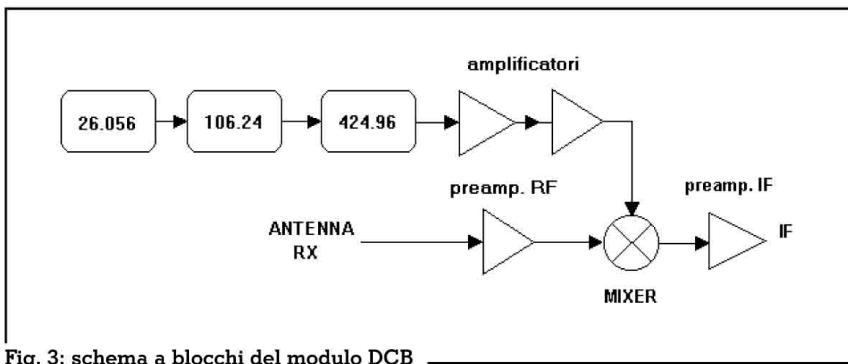 amplificatori
26.056
106.24
424.96
preamp. RF
preamp. IF
ANTENNA
RX
IF
MIXER
Fig. 3: schema a blocchi del modulo DCB